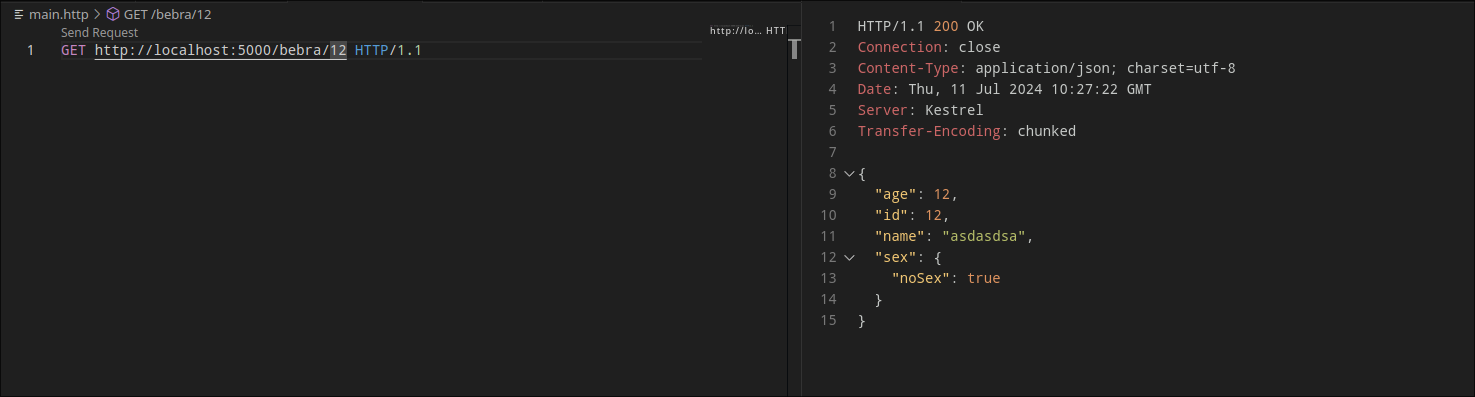 main.http > GET /bebra/12
Send Request
1 GET http://localhost:5000/bebra/12 HTTP/1.1
http://lo... HTT
1 HTTP/1.1 200 OK
2 Connection: close
3 Content-Type: application/json; charset=utf-8
4 Date: Thu, 11 Jul 2024 10:27:22 GMT
5 Server: Kestrel
6 Transfer-Encoding: chunked
7
8 {
9 "age": 12,
10 "id": 12,
11 "name": "asdasdsa",
12 "sex": {
13 "noSex": true
14 }
15 }